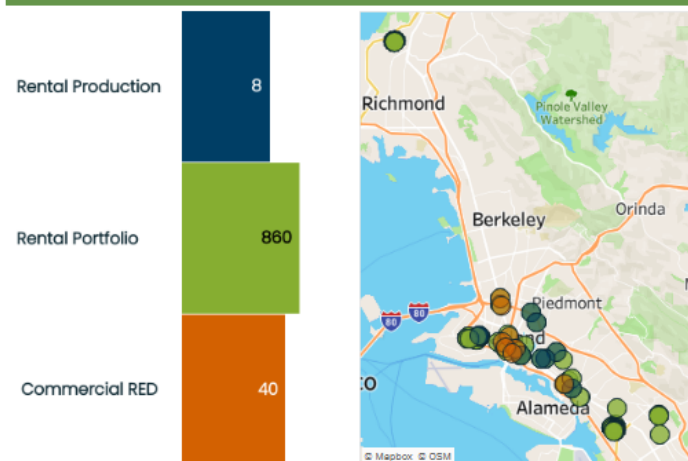 Rental Production
8
Rental Portfolio
860
Commercial RED
40
Richmond
Pinole Valley
Watershed
Berkeley
Orinda
80
80
Piedmont
Alameda
© Mapbox © OSM